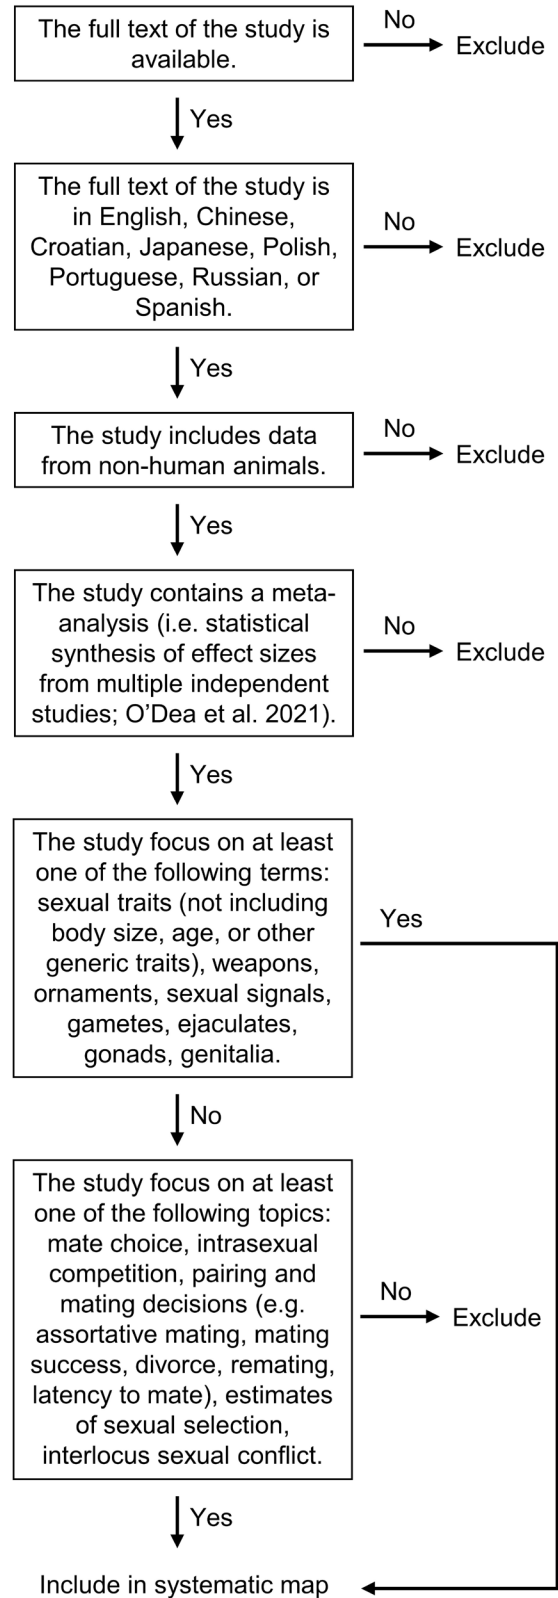 The full text of the study is
available.
No
Exclude
Yes
The full text of the study is
in English, Chinese,
Croatian, Japanese, Polish,
Portuguese, Russian, or
Spanish.
No
Exclude
Yes
The study includes data
from non-human animals.
No
Exclude
Yes
The study contains a meta-
analysis (i.e. statistical
synthesis of effect sizes
from multiple independent
studies; O’Dea et al. 2021).
No
Exclude
Yes
The study focus on at least
one of the following terms:
sexual traits (not including
body size, age, or other
generic traits), weapons,
ornaments, sexual signals,
gametes, ejaculates,
gonads, genitalia.
Yes
No
The study focus on at least
one of the following topics:
mate choice, intrasexual
competition, pairing and
mating decisions (e.g.
assortative mating, mating
success, divorce, remating,
latency to mate), estimates
of sexual selection,
interlocus sexual conflict.
No
Exclude
Yes
Include in systematic map